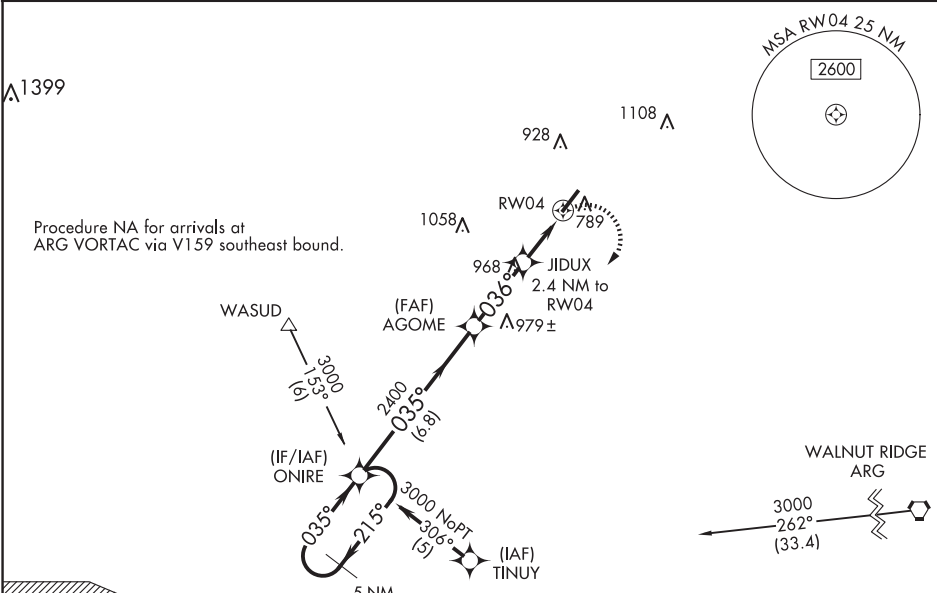 MSA RW04 25 NM
2600
1399
1108
928
RW04
789
Procedure NA for arrivals at
ARG VORTAC via V159 southeast bound.
1058
968
JIDUX
2.4 NM to
RW04
036°
(FAF)
AGOME
979±
WASUD
3000
153°
(6)
2400
035°
(6.8)
(IF/IAF)
ONIRE
WALNUT RIDGE
ARG
3000
262°
(33.4)
3000 NoPT
306°
(5)
035°
215°
(IAF)
TINUY
5 NM